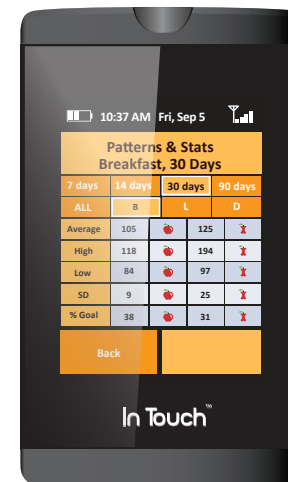 10:37 AM Fri, Sep 5
Patterns & Stats
Breakfast, 30 Days
7 days 14 days 30 days 90 days
ALL B L D
Average 105 125
High 118 194
Low 84 97
SD 9 25
% Goal 38 31
Back
In Touch™